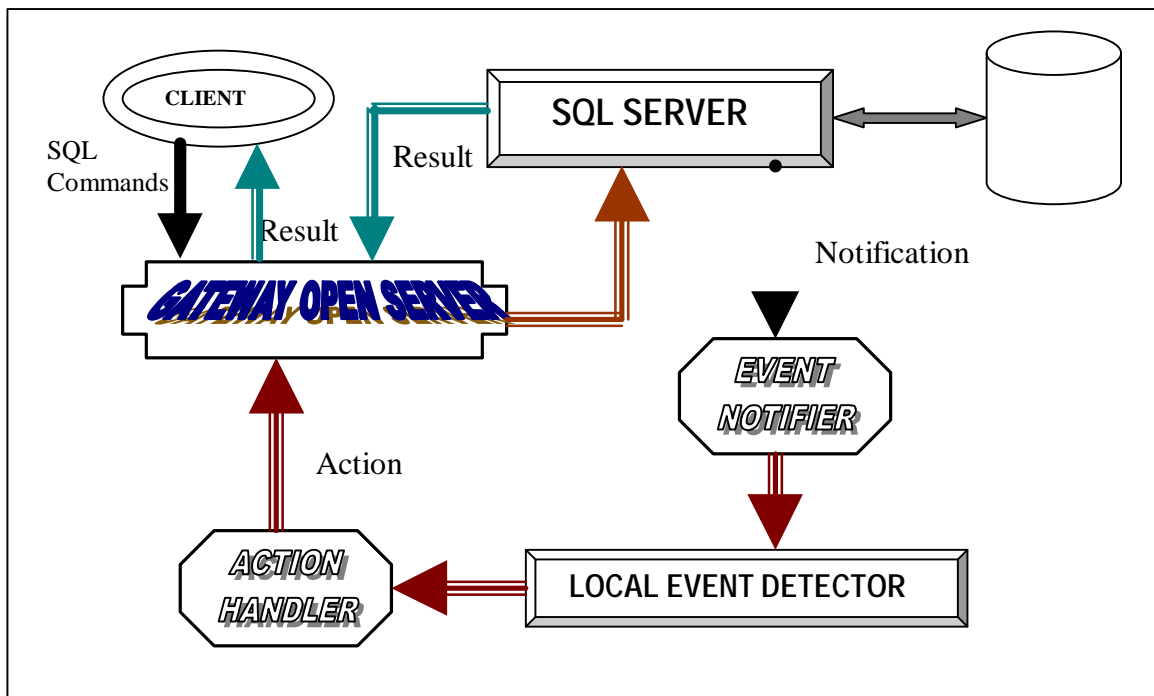 CLIENT
SQL SERVER
SQL
Commands
Result
Result
Notification
GATEWAY OPEN SERVER
EVENT
NOTIFIER
Action
ACTION
HANDLER
LOCAL EVENT DETECTOR